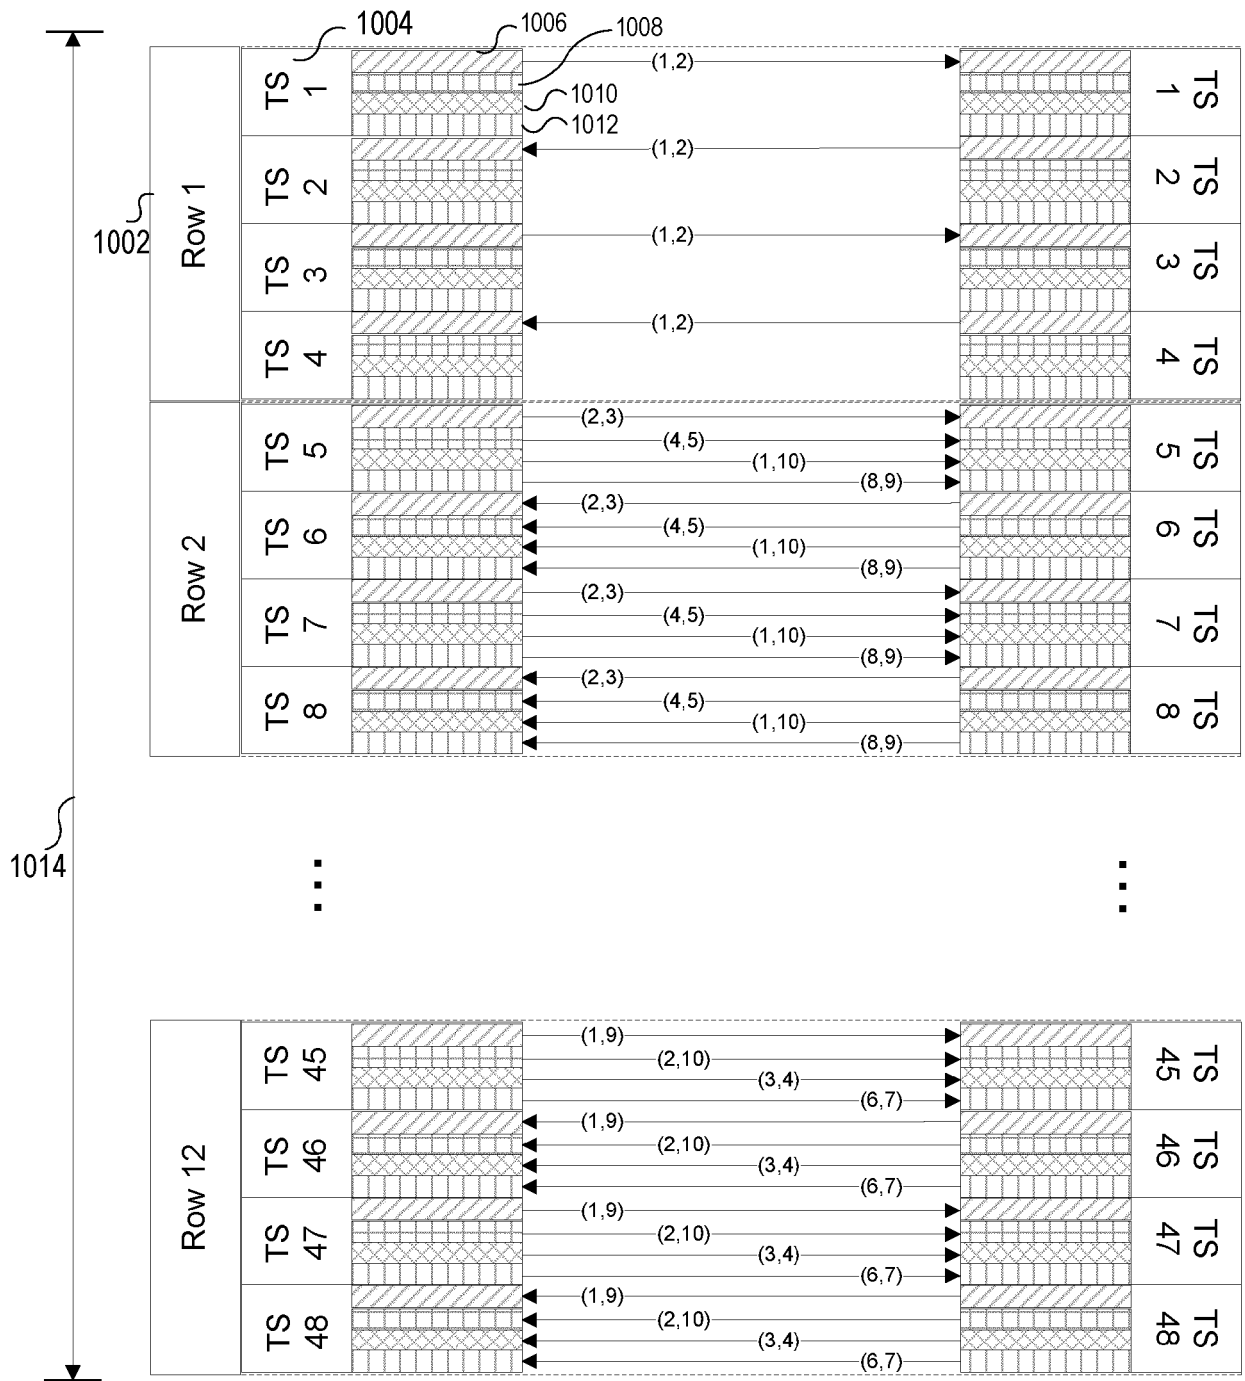 1004
1006
1008
1010
1012
1002
1014
Row 1
TS 1
(1,2)
TS 1
TS 2
(1,2)
TS 2
TS 3
(1,2)
TS 3
TS 4
(1,2)
TS 4
Row 2
TS 5
(2,3)
(4,5)
(1,10)
(8,9)
TS 5
TS 6
(2,3)
(4,5)
(1,10)
(8,9)
TS 6
TS 7
(2,3)
(4,5)
(1,10)
(8,9)
TS 7
TS 8
(2,3)
(4,5)
(1,10)
(8,9)
TS 8
Row 12
TS 45
(1,9)
(2,10)
(3,4)
(6,7)
TS 45
TS 46
(1,9)
(2,10)
(3,4)
(6,7)
TS 46
TS 47
(1,9)
(2,10)
(3,4)
(6,7)
TS 47
TS 48
(1,9)
(2,10)
(3,4)
(6,7)
TS 48